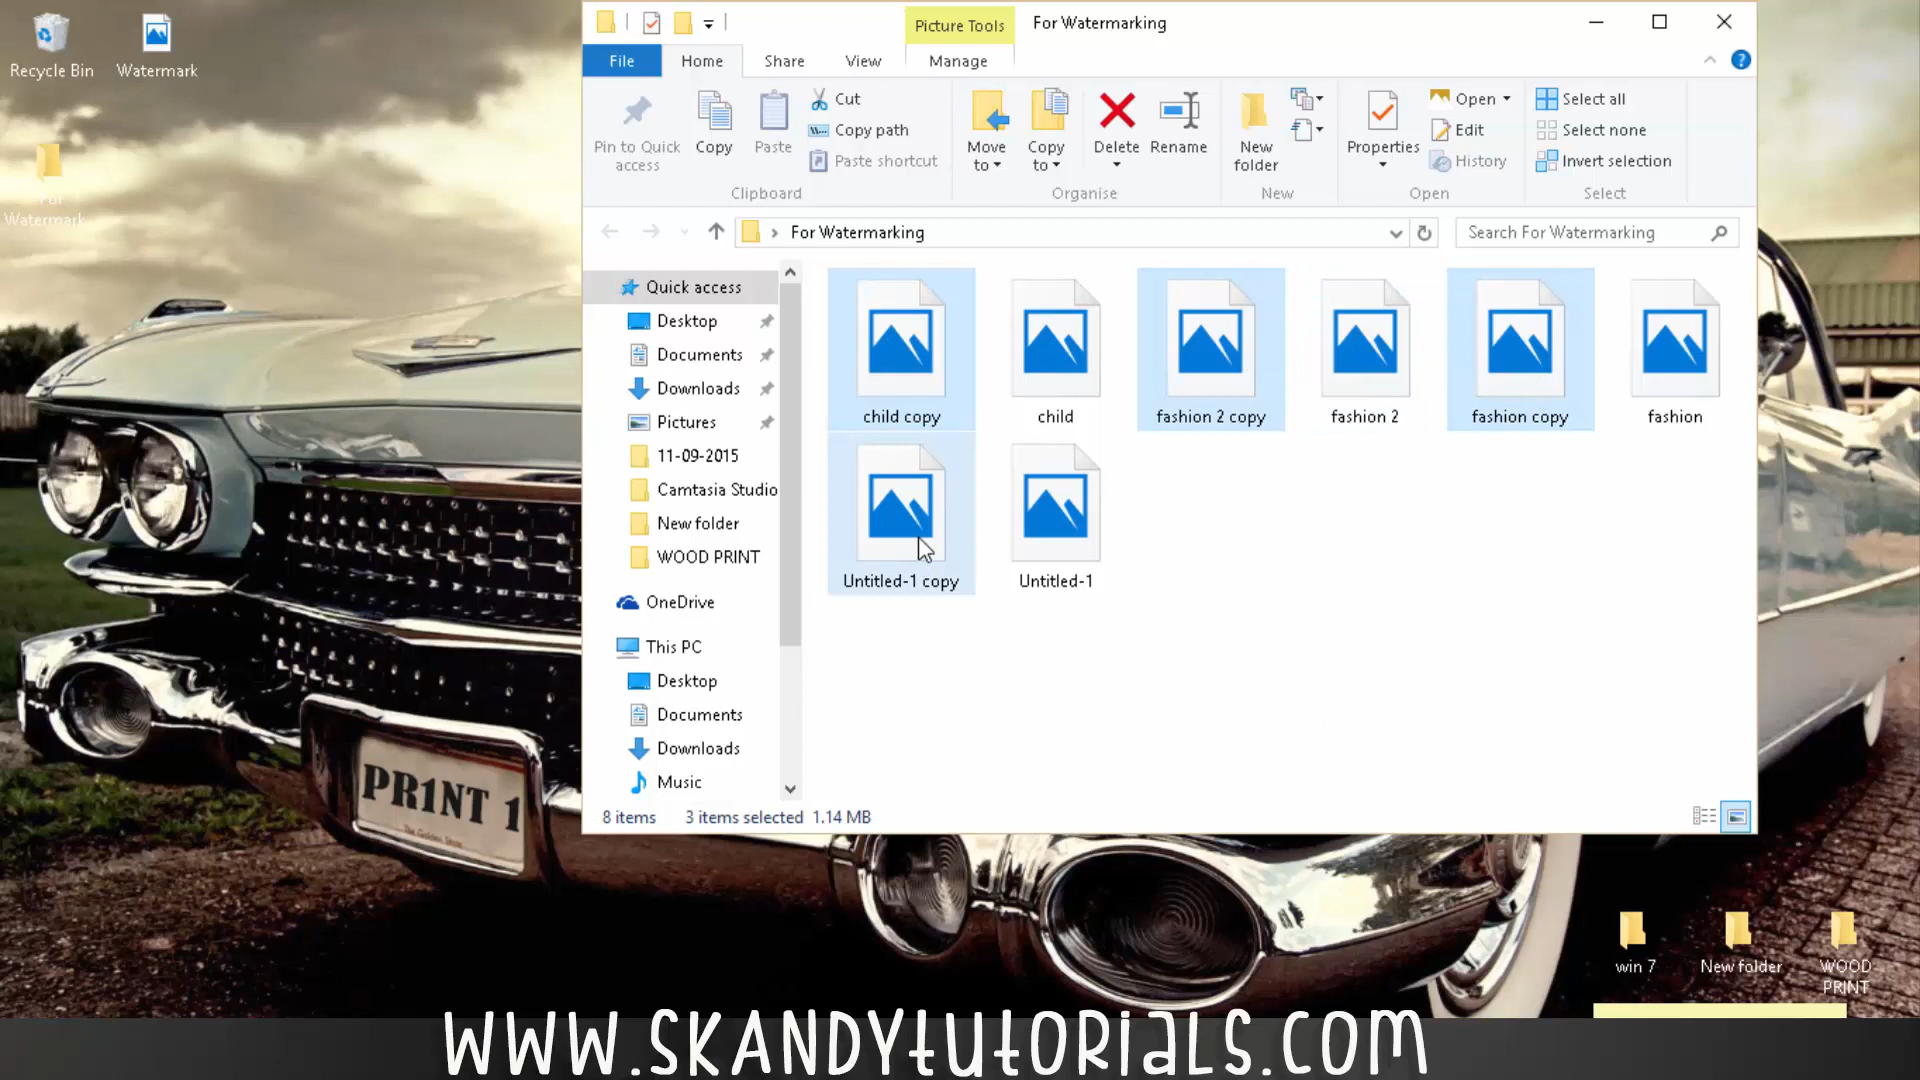 Recycle Bin
Watermark
For
Watermark
Picture Tools
For Watermarking
File
Home
Share
View
Manage
Pin to Quick
access
Copy
Paste
Cut
Copy path
Paste shortcut
Clipboard
Move
to
Copy
to
Delete
Rename
Organise
New
folder
New
Properties
Open
Edit
History
Open
Select all
Select none
Invert selection
Select
For Watermarking
Search For Watermarking
Quick access
Desktop
Documents
Downloads
Pictures
11-09-2015
Camtasia Studio
New folder
WOOD PRINT
OneDrive
This PC
Desktop
Documents
Downloads
Music
child copy
child
fashion 2 copy
fashion 2
fashion copy
fashion
Untitled-1 copy
Untitled-1
8 items
3 items selected 1.14 MB
PR1NT 1
win 7
New folder
WOOD
PRINT
www.SKANDYtutorials.com